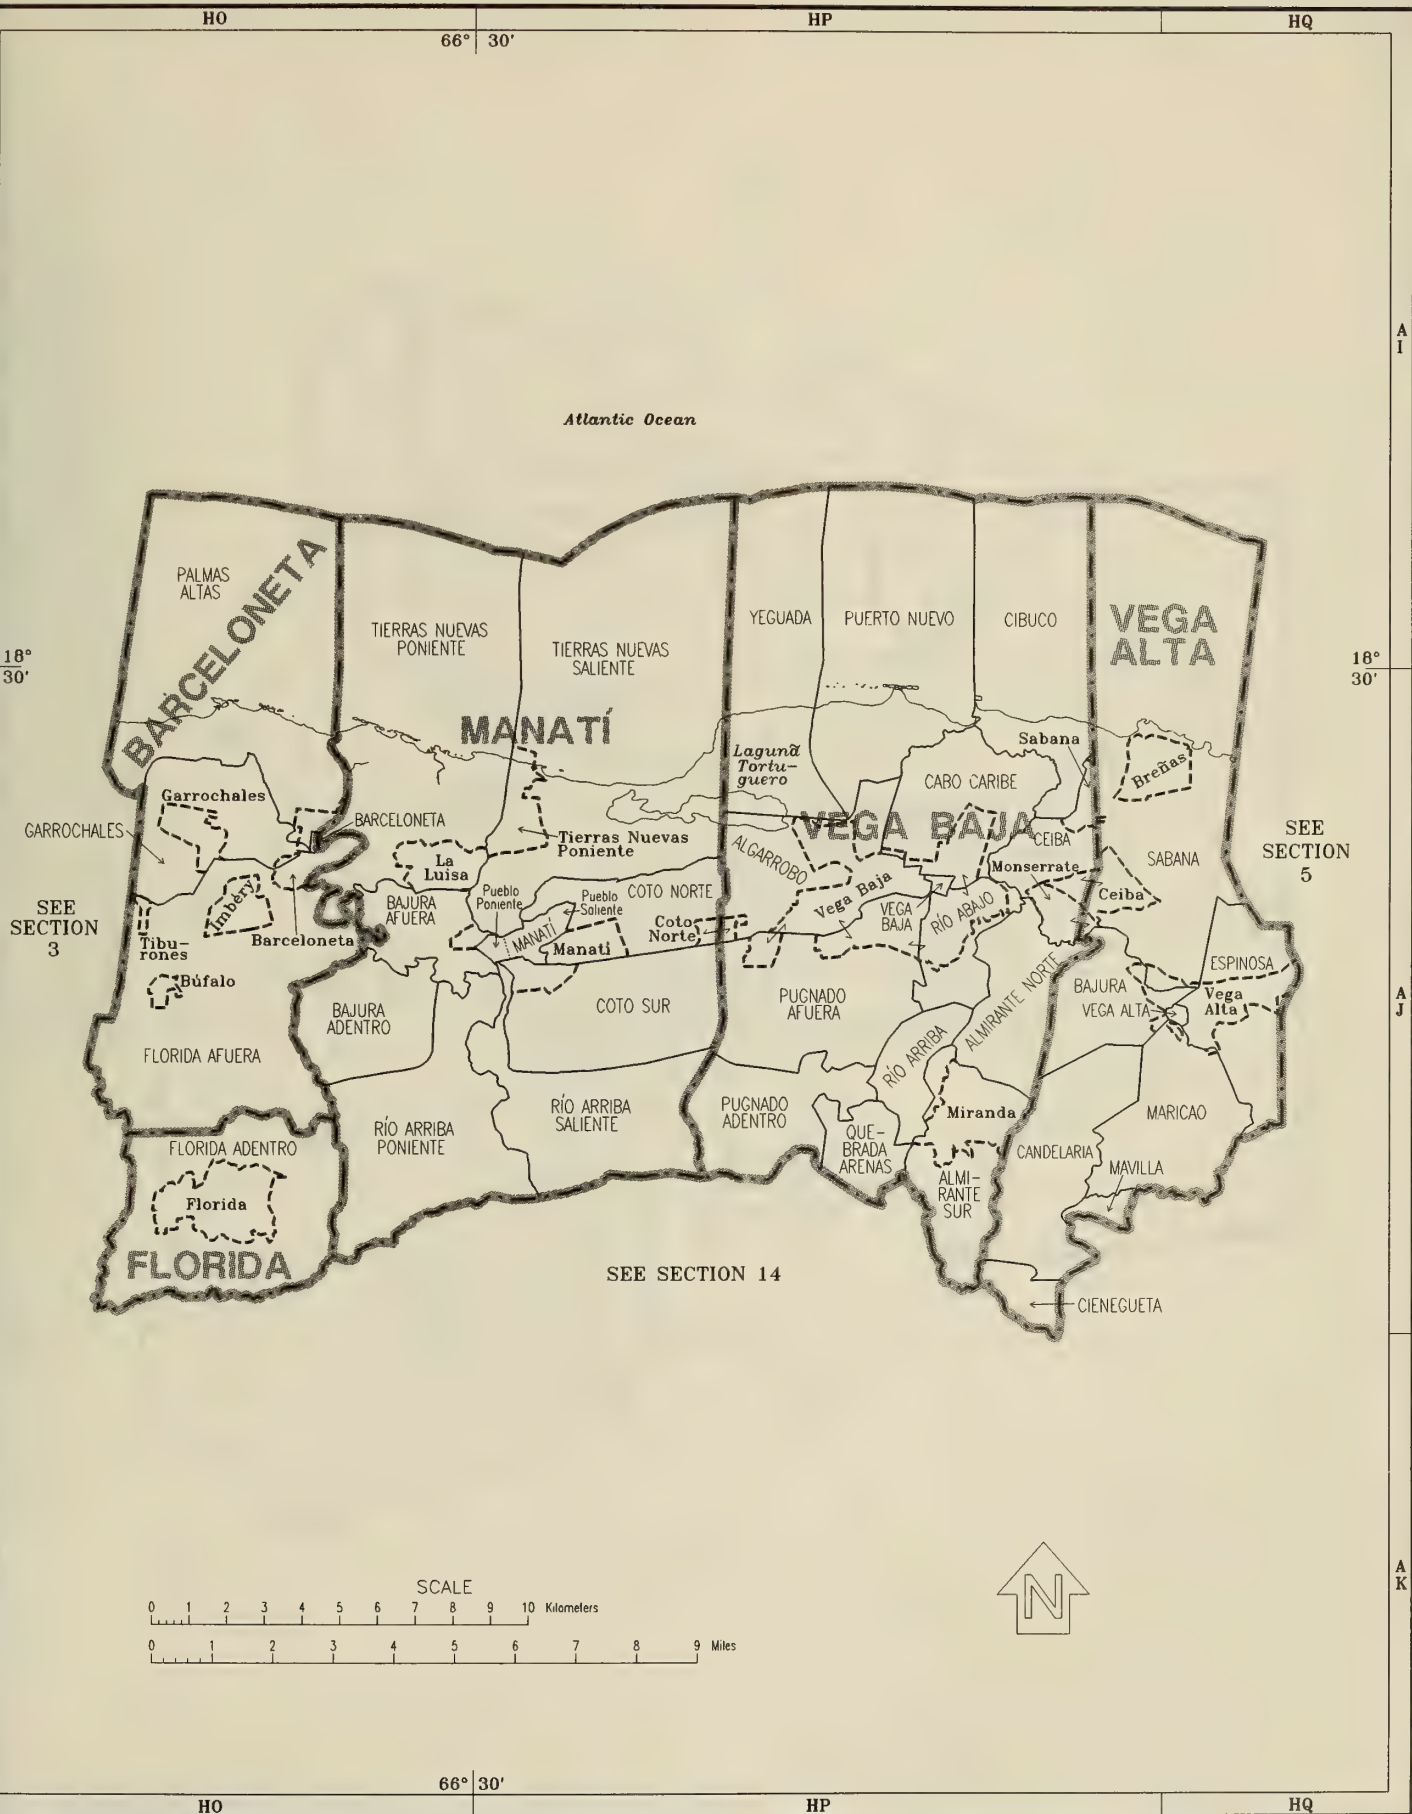 HO
HP
HQ
66° 30'
A
I
Atlantic Ocean
PALMAS
ALTAS
BARCELONETA
TIERRAS NUEVAS
PONIENTE
TIERRAS NUEVAS
SALIENTE
YEGUADA
PUERTO NUEVO
CIBUCO
VEGA
ALTA
18°
30'
18°
30'
MANATÍ
Laguna
Tortu-
guero
Sabana
Breñas
CABO CARIBE
Garrochales
GARROCHALES
BARCELONETA
Tierras Nuevas
Poniente
VEGA BAJA
CEIBA
SEE
SECTION
5
La
Luisa
ALGARROBO
Monserrate
SABANA
Imbéry
BAJURA
AFUERA
Pueblo
Poniente
Pueblo
Saliente
COTO NORTE
Vega Baja
VEGA
BAJA
RÍO ABAJO
Ceiba
SEE
SECTION
3
Tibu-
rones
Barceloneta
MANATÍ
Manatí
Coto
Norte
ESPINOSA
Búfalo
BAJURA
ADENTRO
COTO SUR
PUGNADO
AFUERA
ALMIRANTE NORTE
BAJURA
VEGA ALTA
Vega
Alta
A
J
FLORIDA AFUERA
RÍO ARRIBA
RÍO ARRIBA
PONIENTE
RÍO ARRIBA
SALIENTE
PUGNADO
ADENTRO
Miranda
MARICAO
FLORIDA ADENTRO
QUE-
BRADA
ARENAS
CANDELARIA
MAVILLA
Florida
ALMI-
RANTE
SUR
FLORIDA
SEE SECTION 14
CIENEGUETA
A
K
N
SCALE
0 1 2 3 4 5 6 7 8 9 10 Kilometers
0 1 2 3 4 5 6 7 8 9 Miles
66° 30'
HO
HP
HQ